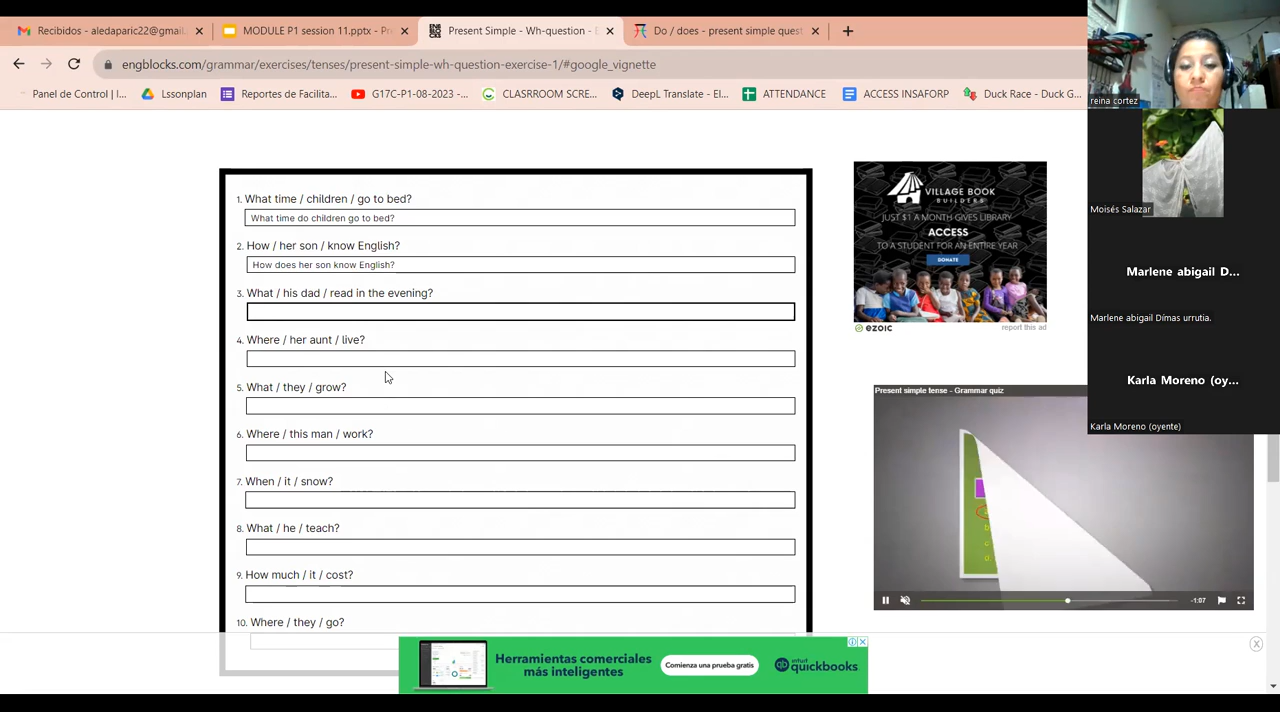 Recibidos - aledaparic22@gmail.
MODULE P1 session 11.pptx - Pr
Present Simple - Wh-question - E
Do / does - present simple quest
engblocks.com/grammar/exercises/tenses/present-simple-wh-question-exercise-1/#google_vignette
Panel de Control | I...
Lssonplan
Reportes de Facilita...
G17C-P1-08-2023 -...
CLASRROOM SCRE...
DeepL Translate - El...
ATTENDANCE
ACCESS INSAFORP
Duck Race - Duck G...
reina cortez
Moisés Salazar
Marlene abigail D...
Marlene abigail Dímas urrutia.
Karla Moreno (oy...
Karla Moreno (oyente)
1. What time / children / go to bed?
What time do children go to bed?
2. How / her son / know English?
How does her son know English?
3. What / his dad / read in the evening?
4. Where / her aunt / live?
5. What / they / grow?
6. Where / this man / work?
7. When / it / snow?
8. What / he / teach?
9. How much / it / cost?
10. Where / they / go?
VILLAGE BOOK
BUILDERS
JUST $1 A MONTH GIVES LIBRARY
ACCESS
TO A STUDENT FOR AN ENTIRE YEAR
DONATE
ezoic
report this ad
Present simple tense - Grammar quiz
-1:07
Herramientas comerciales
más inteligentes
Comienza una prueba gratis
intuit
quickbooks